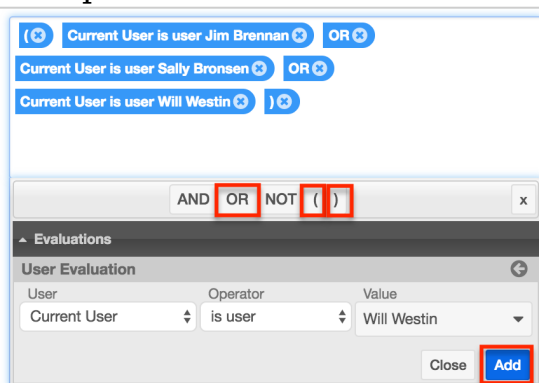 ( Current User is user Jim Brennan OR
Current User is user Sally Bronsen OR
Current User is user Will Westin )
AND OR NOT ( ) x
Evaluations
User Evaluation
User Operator Value
Current User is user Will Westin
Close Add